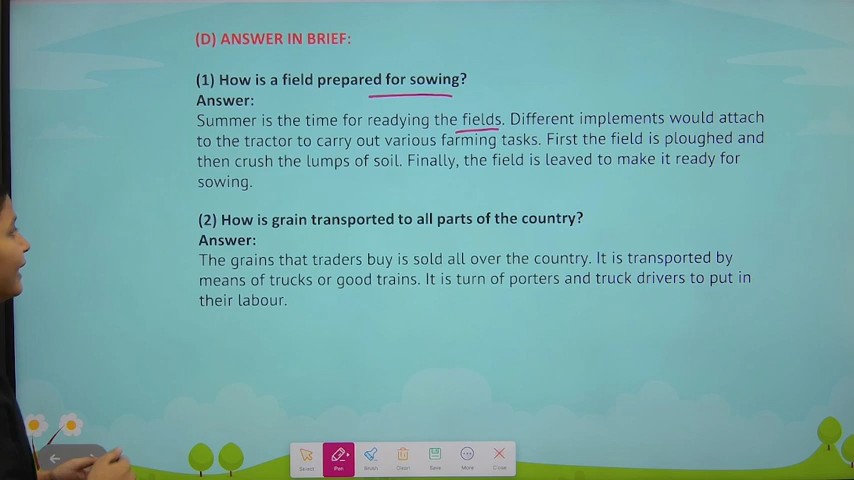 (D) ANSWER IN BRIEF:
(1) How is a field prepared for sowing?
Answer:
Summer is the time for readying the fields. Different implements would attach
to the tractor to carry out various farming tasks. First the field is ploughed and
then crush the lumps of soil. Finally, the field is leaved to make it ready for
sowing.
(2) How is grain transported to all parts of the country?
Answer:
The grains that traders buy is sold all over the country. It is transported by
means of trucks or good trains. It is turn of porters and truck drivers to put in
their labour.
Select Pen Brush Clear Save More Close